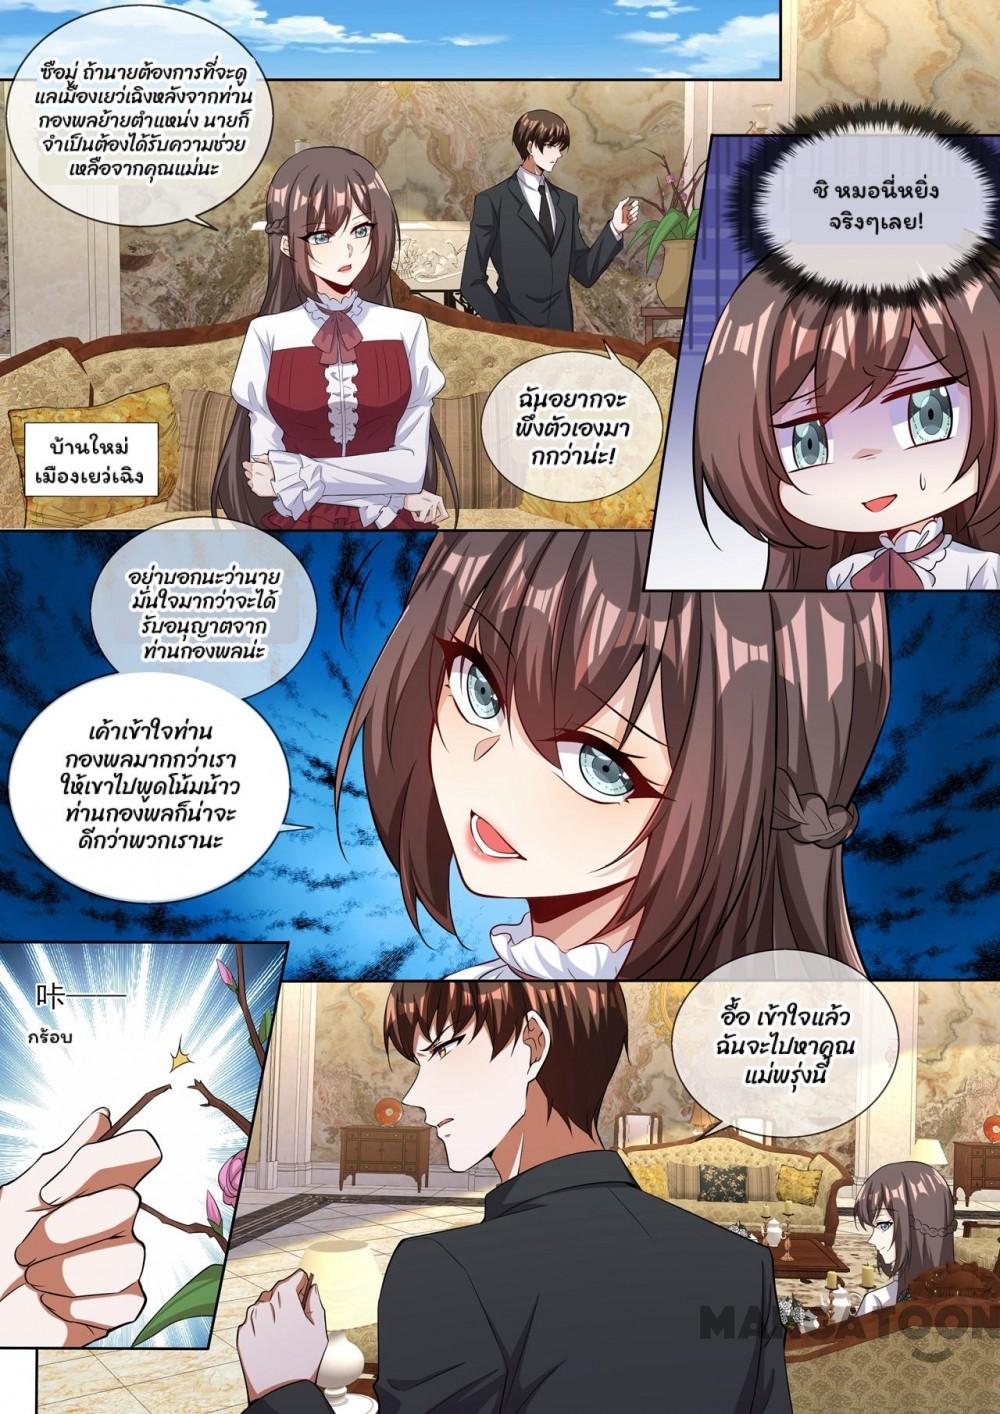 ซือมู่ ถ้านายต้องการที่จะดู
แลเมืองเยว่เฉิงหลังจากท่าน
กองพลย้ายตำแหน่ง นายก็
จำเป็นต้องได้รับความช่วย
เหลือจากคุณแม่นะ
ชิ หมอนี่หยิ่ง
จริงๆเลย!
ฉันอยากจะ
พึ่งตัวเองมา
กกว่าน่ะ!
บ้านใหม่
เมืองเยว่เฉิง
อย่าบอกนะว่านาย
มั่นใจมากว่าจะได้
รับอนุญาตจาก
ท่านกองพลน่ะ
เค้าเข้าใจท่าน
กองพลมากกว่าเรา
ให้เขาไปพูดโน้มน้าว
ท่านกองพลก็น่าจะ
ดีกว่าพวกเรานะ
咔——
กร้อบ
อื้อ เข้าใจแล้ว
ฉันจะไปหาคุณ
แม่พรุ่งนี้
MANGATOON